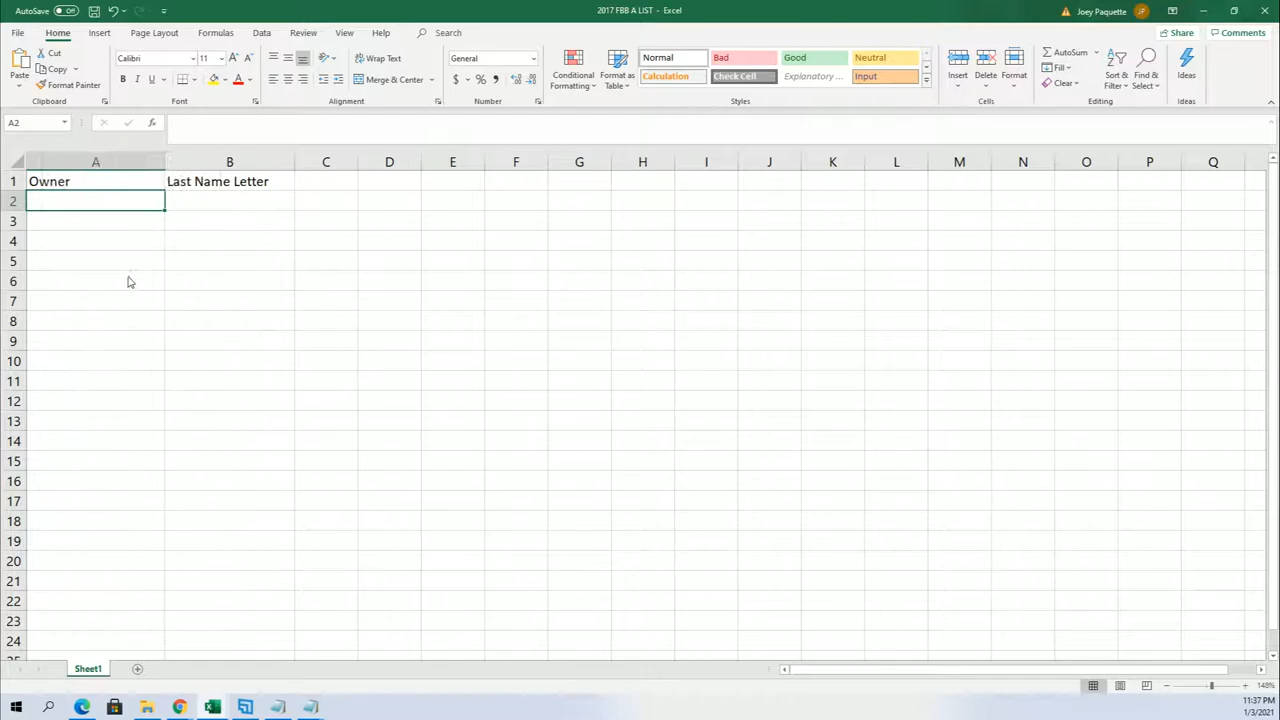 AutoSave Off 2017 FBB A LIST - Excel Joey Paquette JP
File Home Insert Page Layout Formulas Data Review View Help Search Share Comments
Cut Calibri 11 A A Wrap Text General Normal Bad Good Neutral AutoSum
Paste Copy B I U A Merge & Center $ % Conditional Format as Calculation Check Cell Explanatory ... Input Insert Delete Format Fill Sort & Find & Ideas
Format Painter Formatting Table Clear Filter Select
Clipboard Font Alignment Number Styles Cells Editing Ideas
A2 fx
A B C D E F G H I J K L M N O P Q
1 Owner Last Name Letter
2
3
4
5
6
7
8
9
10
11
12
13
14
15
16
17
18
19
20
21
22
23
24
25
Sheet1
148%
11:37 PM
1/3/2021